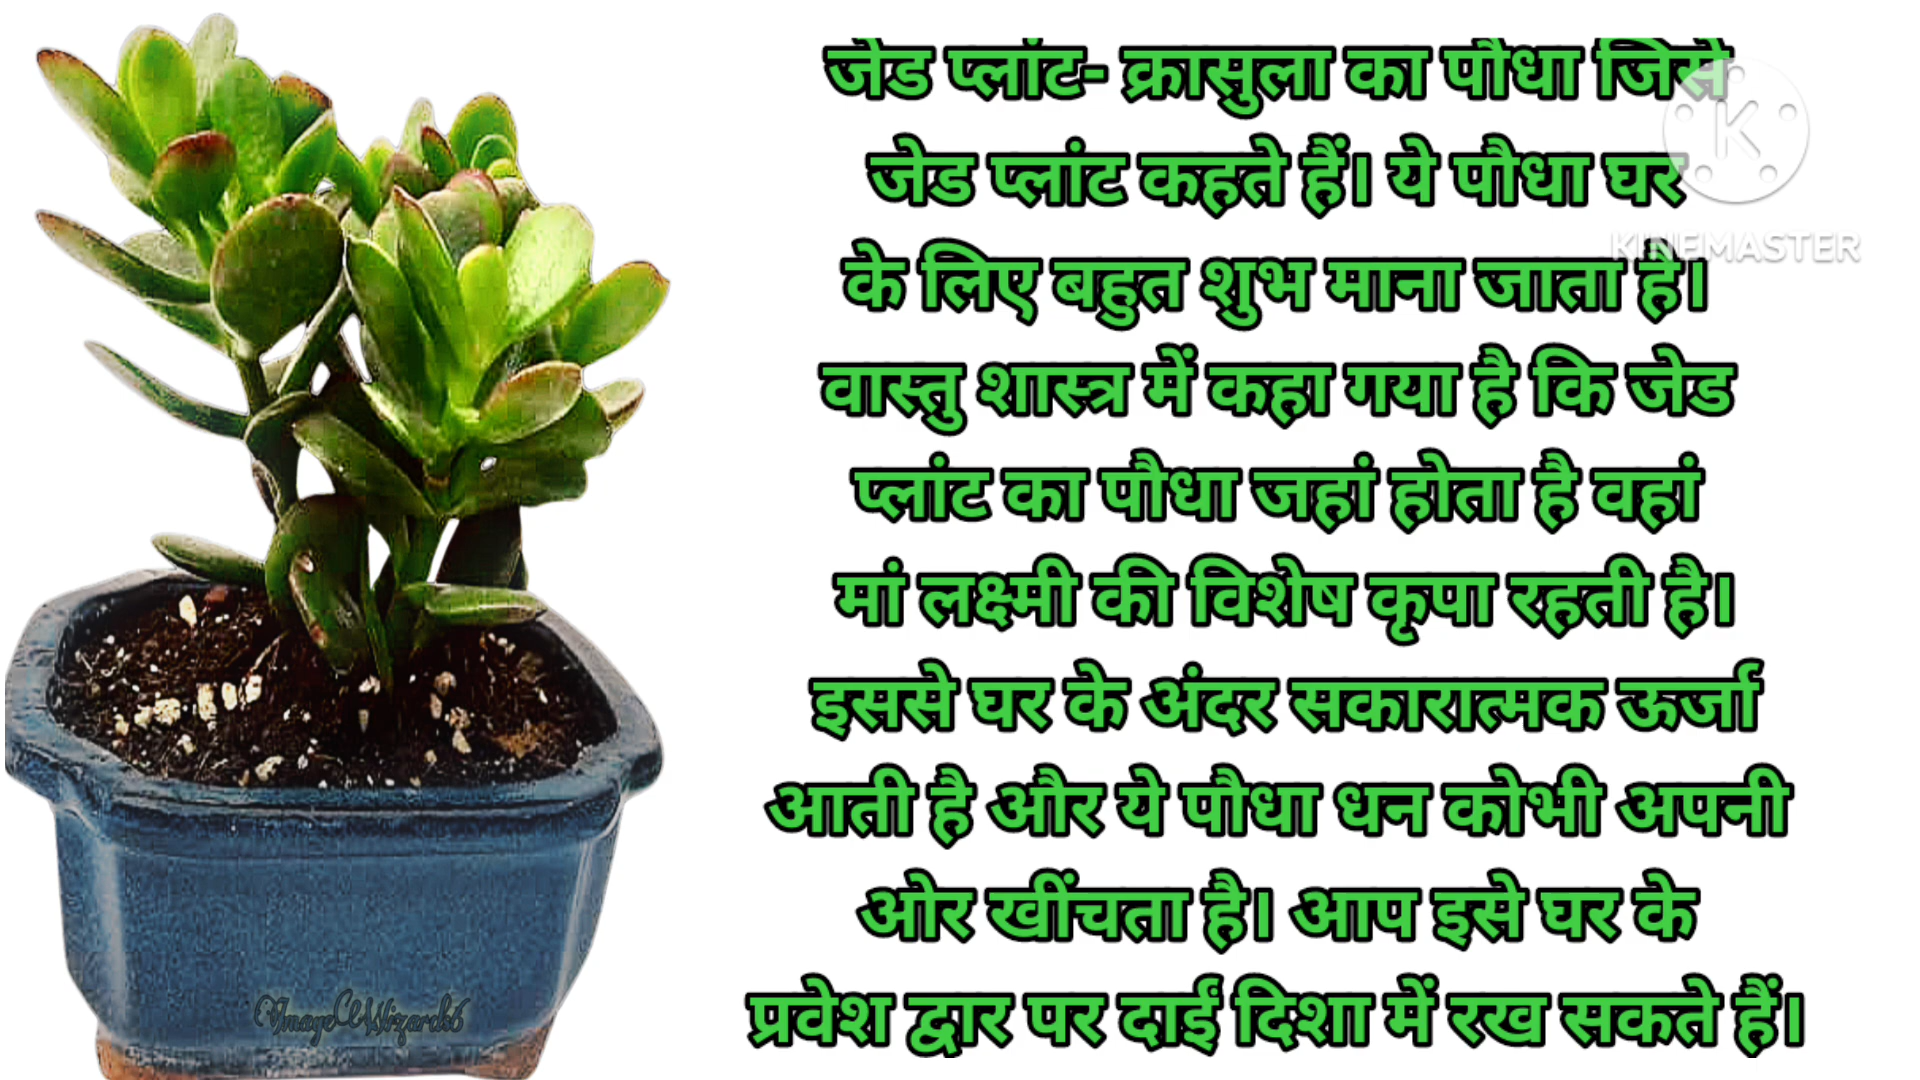 जेड प्लांट- क्रासुला का पौधा जिसे
जेड प्लांट कहते हैं। ये पौधा घर
के लिए बहुत शुभ माना जाता है।
वास्तु शास्त्र में कहा गया है कि जेड
प्लांट का पौधा जहां होता है वहां
मां लक्ष्मी की विशेष कृपा रहती है।
इससे घर के अंदर सकारात्मक ऊर्जा
आती है और ये पौधा धन कोभी अपनी
ओर खींचता है। आप इसे घर के
प्रवेश द्वार पर दाईं दिशा में रख सकते हैं।
K
KINEMASTER